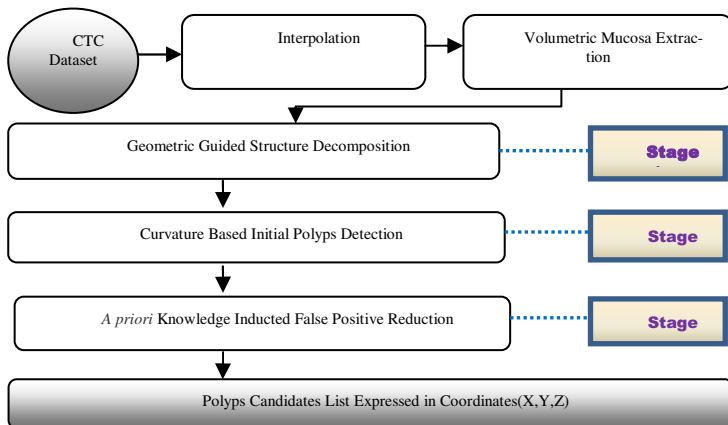 CTC
Dataset
Interpolation
Volumetric Mucosa Extrac-
tion
Geometric Guided Structure Decomposition
Stage
Curvature Based Initial Polyps Detection
Stage
A priori Knowledge Inducted False Positive Reduction
Stage
Polyps Candidates List Expressed in Coordinates(X,Y,Z)